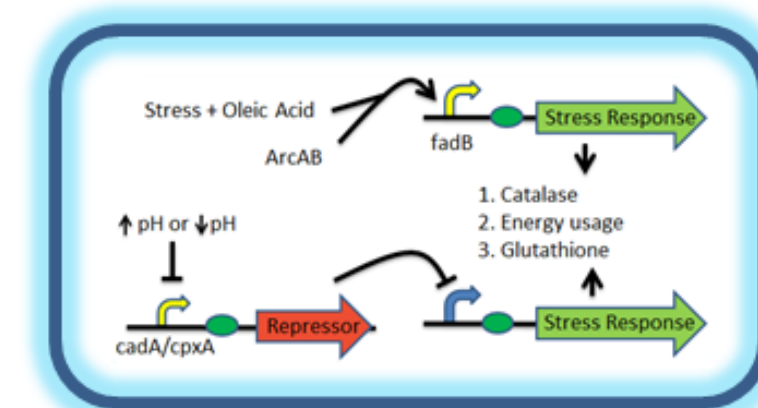 Stress + Oleic Acid
Stress Response
fadB
ArcAB
1. Catalase
2. Energy usage
3. Glutathione
↑ pH or ↓pH
Repressor
Stress Response
cadA/cpxA